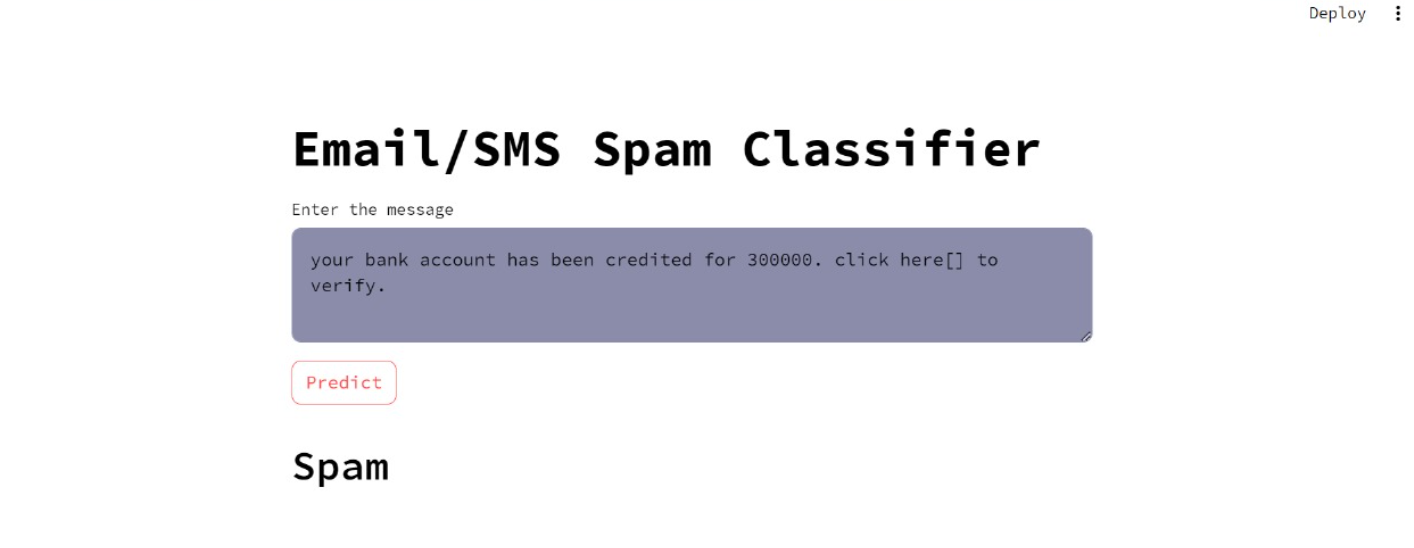 Deploy
Email/SMS Spam Classifier
Enter the message
your bank account has been credited for 300000. click here[] to
verify.
Predict
Spam